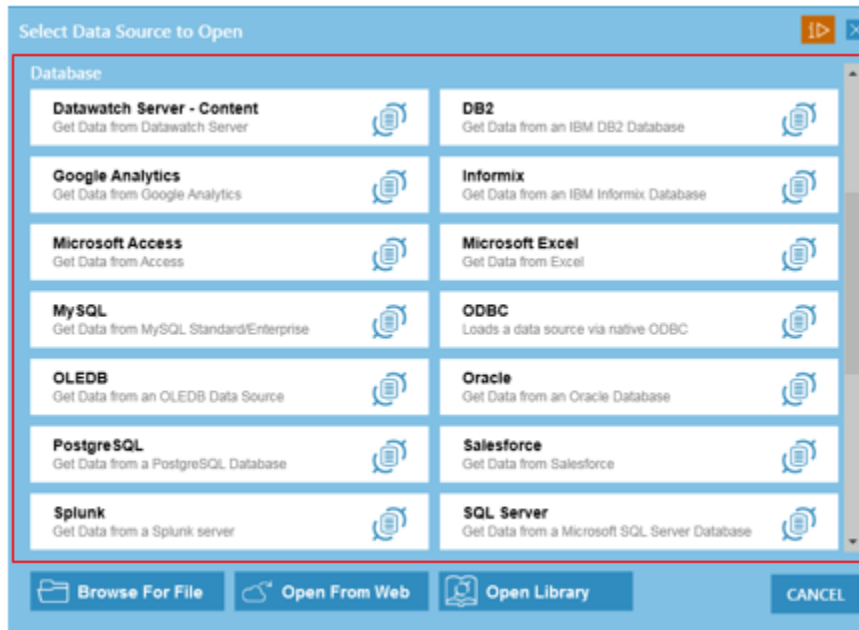 Select Data Source to Open
Database
Datawatch Server - Content
Get Data from Datawatch Server
DB2
Get Data from an IBM DB2 Database
Google Analytics
Get Data from Google Analytics
Informix
Get Data from an IBM Informix Database
Microsoft Access
Get Data from Access
Microsoft Excel
Get Data from Excel
MySQL
Get Data from MySQL Standard/Enterprise
ODBC
Loads a data source via native ODBC
OLEDB
Get Data from an OLEDB Data Source
Oracle
Get Data from an Oracle Database
PostgreSQL
Get Data from a PostgreSQL Database
Salesforce
Get Data from Salesforce
Splunk
Get Data from a Splunk server
SQL Server
Get Data from a Microsoft SQL Server Database
Browse For File
Open From Web
Open Library
CANCEL